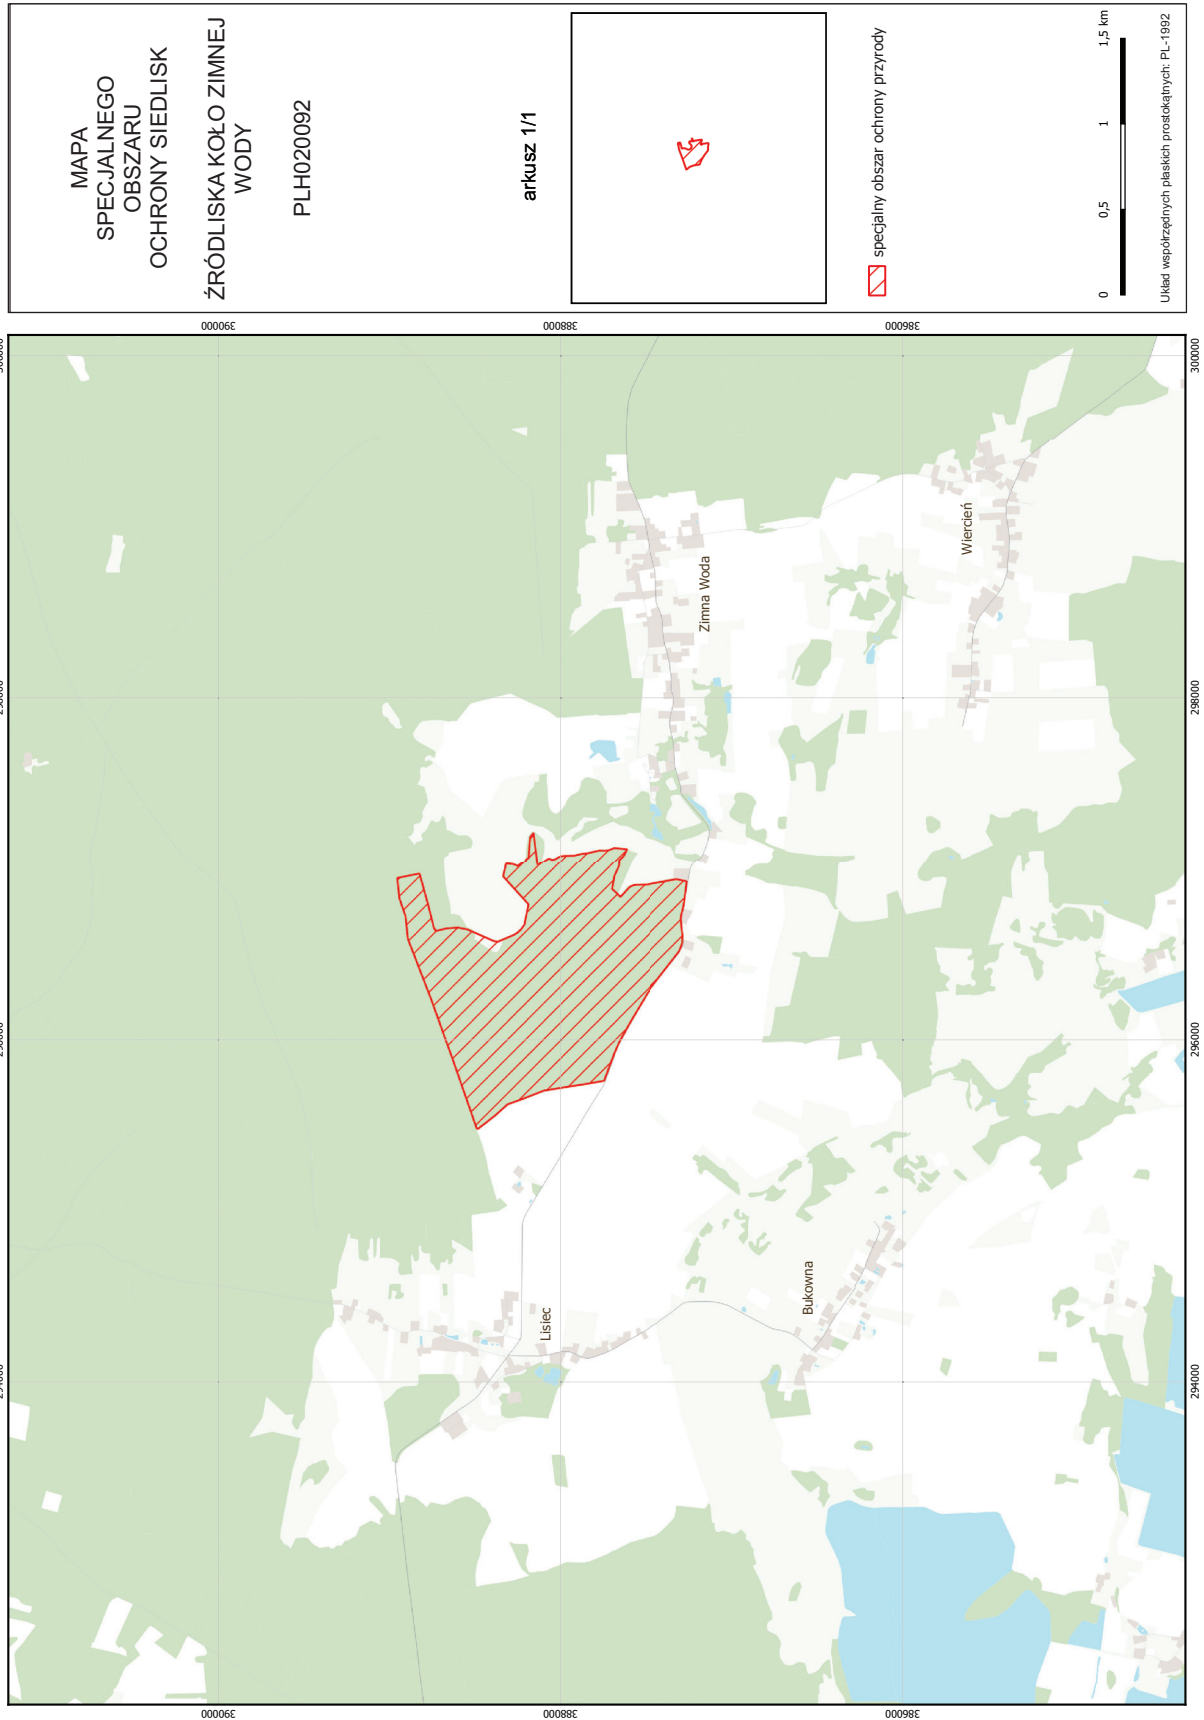 MAPA
SPECJALNEGO
OBSZARU
OCHRONY SIEDLISK
ŹRÓDLISKA KOŁO ZIMNEJ
WODY
PLH020092
arkusz 1/1
specjalny obszar ochrony przyrody
0 0,5 1 1,5 km
Układ współrzędnych płaskich prostokątnych: PL-1992
390000
388000
386000
Zimna Woda
Wiercień
Lisiec
Bukowna
300000
298000
296000
294000
390000
388000
386000